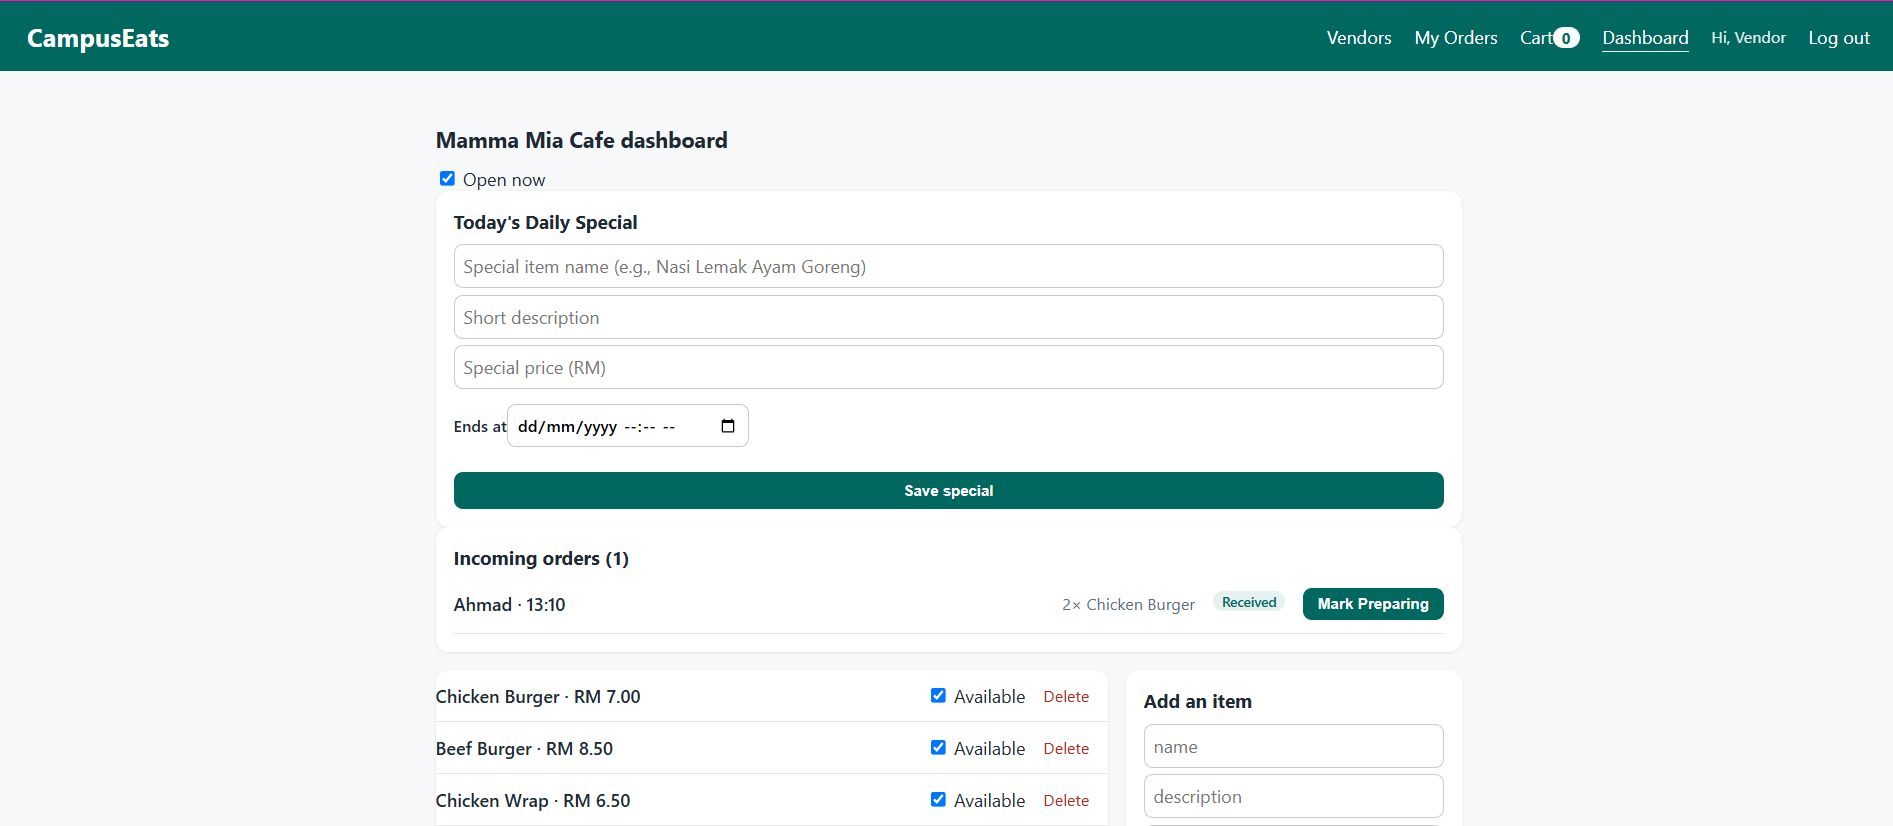 CampusEats
Vendors My Orders Cart 0 Dashboard Hi, Vendor Log out
Mamma Mia Cafe dashboard
Open now
Today's Daily Special
Special item name (e.g., Nasi Lemak Ayam Goreng)
Short description
Special price (RM)
Ends at dd/mm/yyyy --:-- --
Save special
Incoming orders (1)
Ahmad · 13:10 2× Chicken Burger Received Mark Preparing
Chicken Burger · RM 7.00 Available Delete
Beef Burger · RM 8.50 Available Delete
Chicken Wrap · RM 6.50 Available Delete
Add an item
name
description